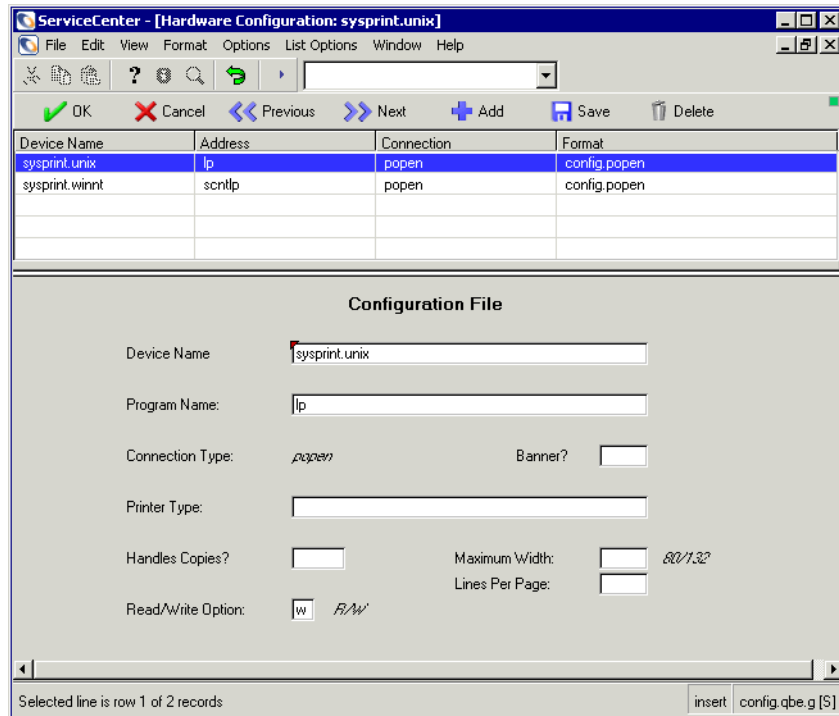 ServiceCenter - [Hardware Configuration: sysprint.unix]
File Edit View Format Options List Options Window Help
OK Cancel Previous Next Add Save Delete
Device Name Address Connection Format
sysprint.unix lp popen config.popen
sysprint.winnt scntlp popen config.popen
Configuration File
Device Name sysprint.unix
Program Name: lp
Connection Type: popen Banner?
Printer Type:
Handles Copies? Maximum Width: 80/132
Lines Per Page:
Read/Write Option: w R/W
Selected line is row 1 of 2 records insert config.qbe.g [S]